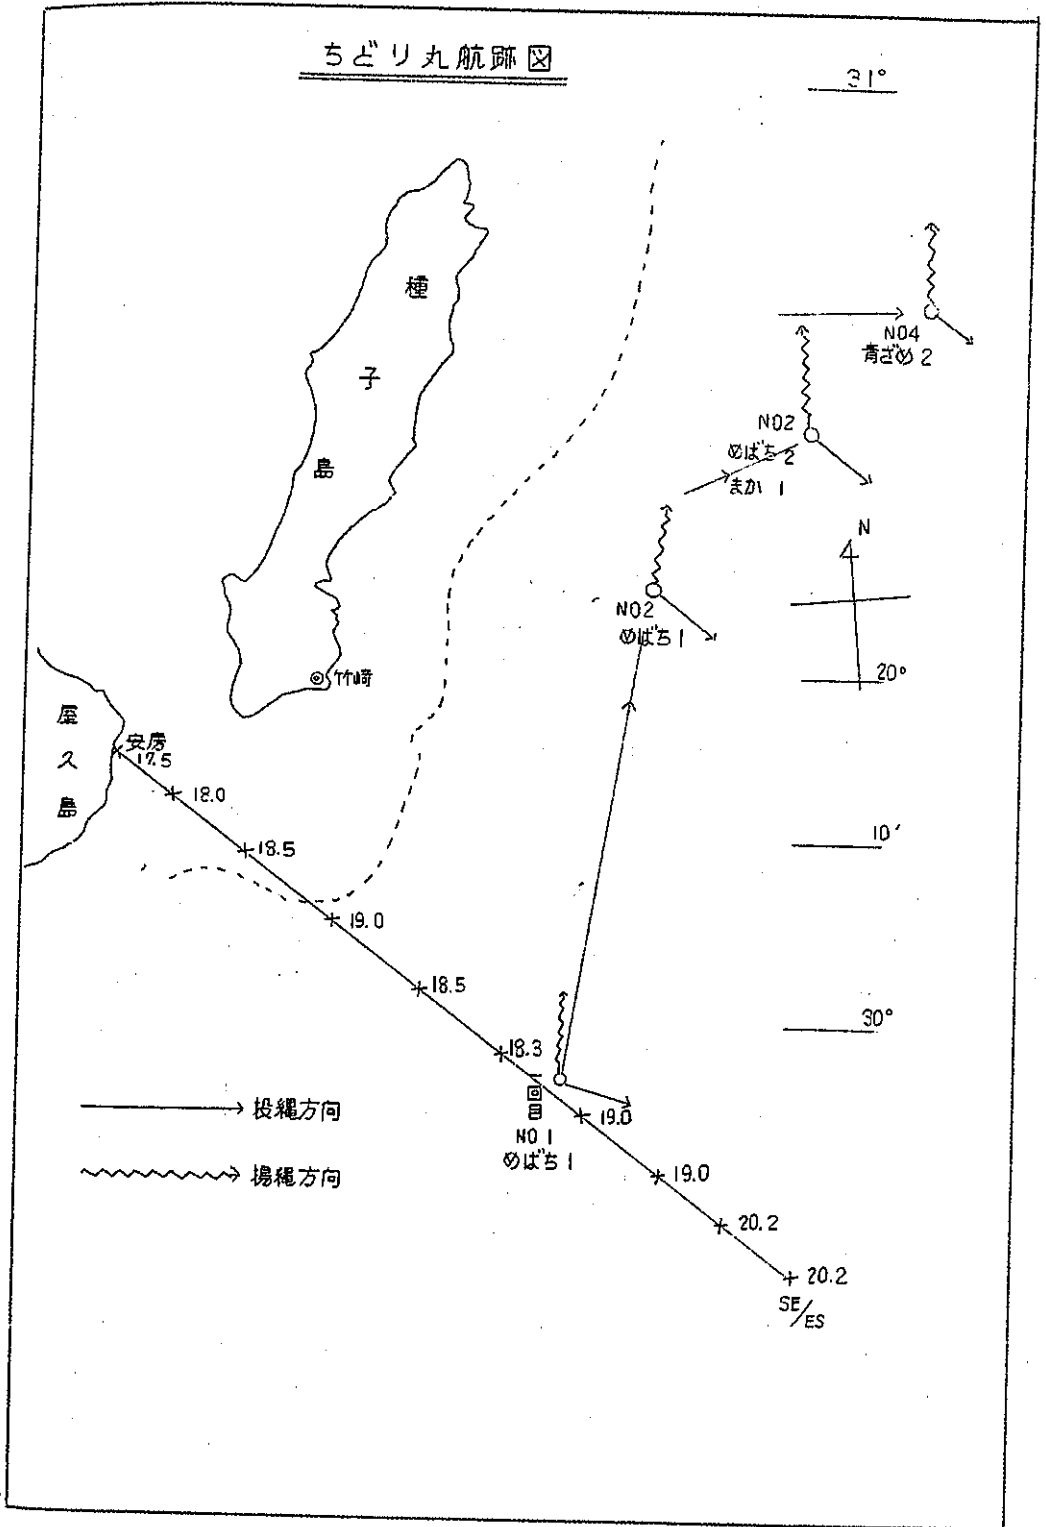 ちどり丸航跡図
31°
種子島
NO4
青ざめ 2
NO2
めばち 2
まか 1
N
NO2
めばち 1
20°
竹崎
屋久島
安房
17.5
18.0
10′
18.5
19.0
18.5
30°
18.3
一回目
19.0
NO 1
めばち 1
投縄方向
揚縄方向
19.0
20.2
20.2
SE/ES